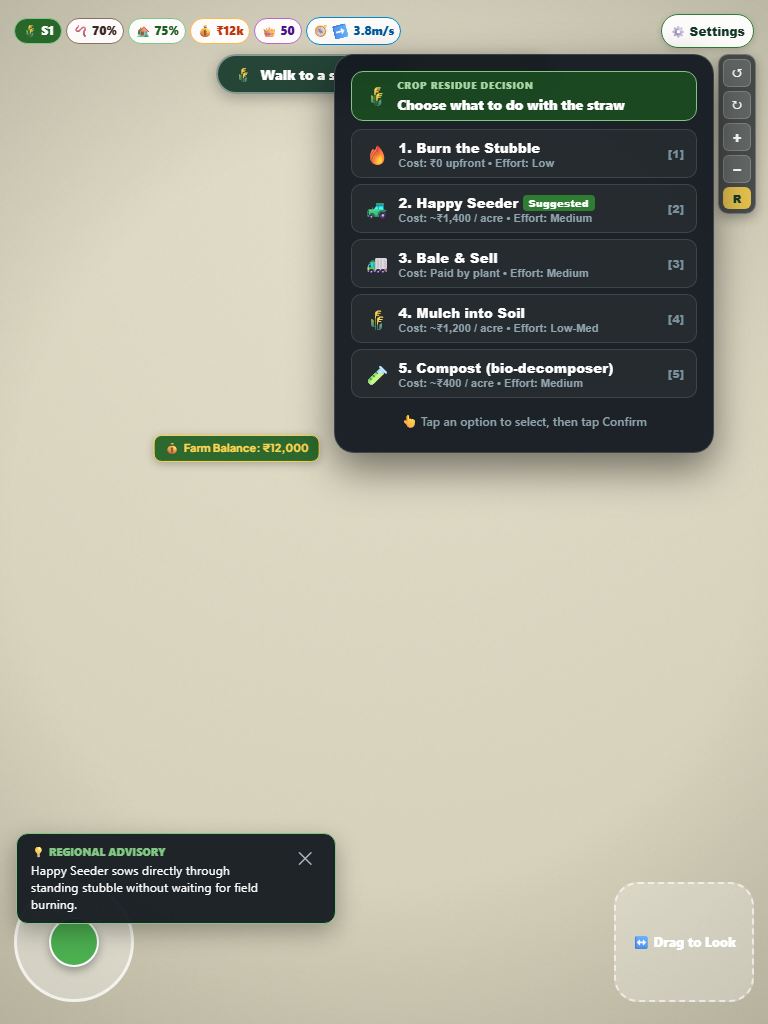 S1
70%
75%
₹12k
50
3.8m/s
Settings
Walk to a s
CROP RESIDUE DECISION
Choose what to do with the straw
1. Burn the Stubble
Cost: ₹0 upfront • Effort: Low
[1]
2. Happy Seeder Suggested
Cost: ~₹1,400 / acre • Effort: Medium
[2]
3. Bale & Sell
Cost: Paid by plant • Effort: Medium
[3]
4. Mulch into Soil
Cost: ~₹1,200 / acre • Effort: Low-Med
[4]
5. Compost (bio-decomposer)
Cost: ~₹400 / acre • Effort: Medium
[5]
Tap an option to select, then tap Confirm
↺
↻
+
−
R
Farm Balance: ₹12,000
REGIONAL ADVISORY
Happy Seeder sows directly through
standing stubble without waiting for field
burning.
Drag to Look